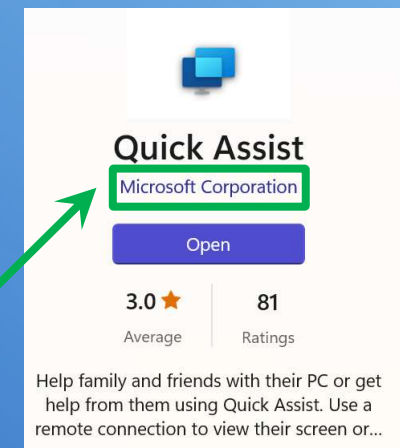 Quick Assist
Microsoft Corporation
Open
3.0
81
Average
Ratings
Help family and friends with their PC or get
help from them using Quick Assist. Use a
remote connection to view their screen or...